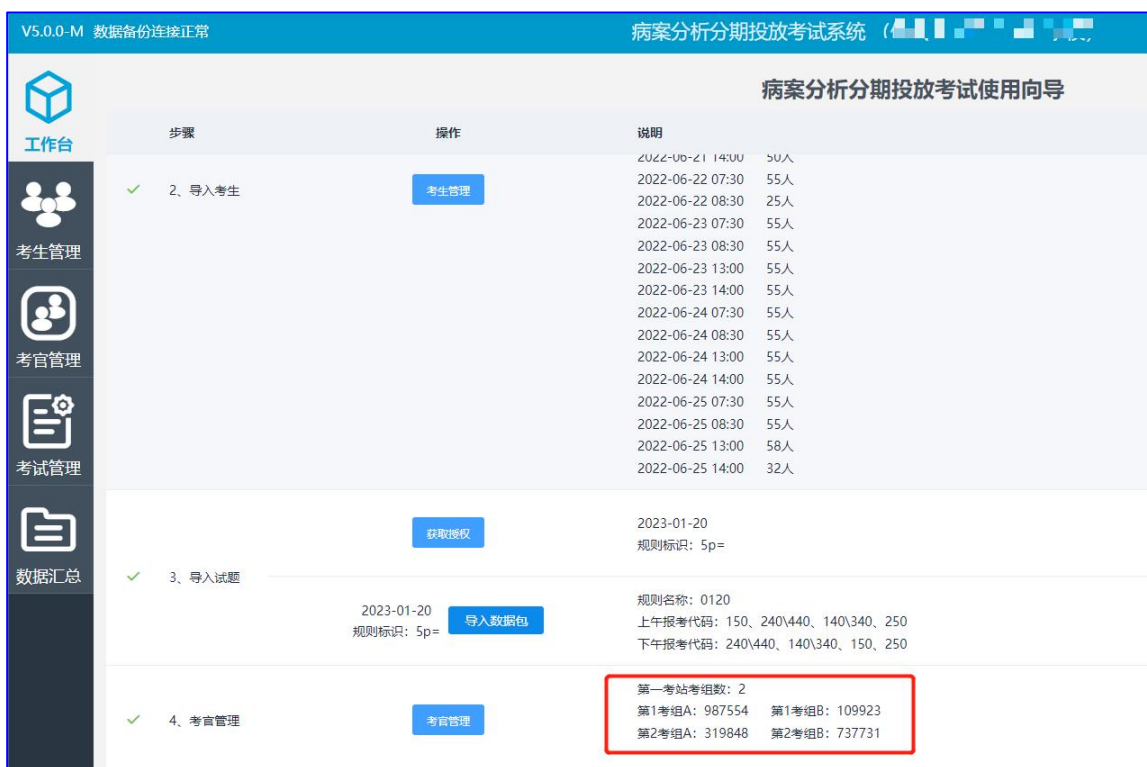 V5.0.0-M 数据备份连接正常
病案分析分期投放考试系统
病案分析分期投放考试使用向导
工作台
考生管理
考官管理
考试管理
数据汇总
步骤 操作 说明
2022-06-21 14:00 50人
2、导入考生 考生管理
2022-06-22 07:30 55人
2022-06-22 08:30 25人
2022-06-23 07:30 55人
2022-06-23 08:30 55人
2022-06-23 13:00 55人
2022-06-23 14:00 55人
2022-06-24 07:30 55人
2022-06-24 08:30 55人
2022-06-24 13:00 55人
2022-06-24 14:00 55人
2022-06-25 07:30 55人
2022-06-25 08:30 55人
2022-06-25 13:00 58人
2022-06-25 14:00 32人
3、导入试题
获取授权
2023-01-20
规则标识：5p=
2023-01-20
规则标识：5p=
导入数据包
规则名称：0120
上午报考代码：150、240\440、140\340、250
下午报考代码：240\440、140\340、150、250
4、考官管理 考官管理
第一考站考组数：2
第1考组A：987554 第1考组B：109923
第2考组A：319848 第2考组B：737731